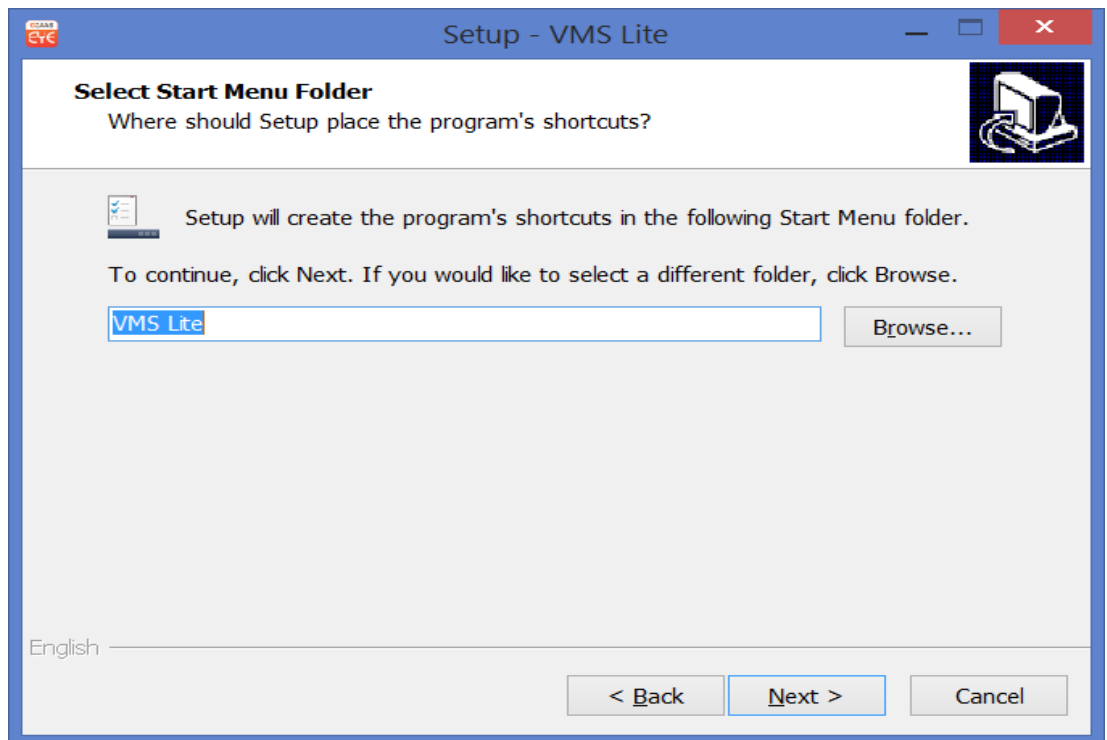 EYE
Setup - VMS Lite
Select Start Menu Folder
Where should Setup place the program's shortcuts?
Setup will create the program's shortcuts in the following Start Menu folder.
To continue, click Next. If you would like to select a different folder, click Browse.
VMS Lite
Browse...
English
< Back
Next >
Cancel